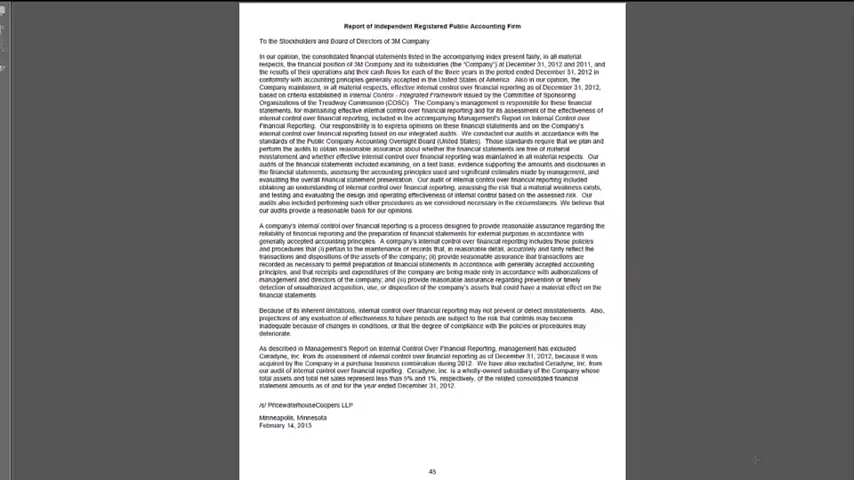 Report of Independent Registered Public Accounting Firm
To the Stockholders and Board of Directors of 3M Company
In our opinion, the consolidated financial statements listed in the accompanying index present fairly, in all material
respects, the financial position of 3M Company and its subsidiaries (the "Company") at December 31, 2012 and 2011, and
the results of their operations and their cash flows for each of the three years in the period ended December 31, 2012 in
conformity with accounting principles generally accepted in the United States of America. Also in our opinion, the
Company maintained, in all material respects, effective internal control over financial reporting as of December 31, 2012,
based on criteria established in Internal Control - Integrated Framework issued by the Committee of Sponsoring
Organizations of the Treadway Commission (COSO). The Company's management is responsible for these financial
statements, for maintaining effective internal control over financial reporting and for its assessment of the effectiveness of
internal control over financial reporting, included in the accompanying Management's Report on Internal Control over
Financial Reporting. Our responsibility is to express opinions on these financial statements and on the Company's
internal control over financial reporting based on our integrated audits. We conducted our audits in accordance with the
standards of the Public Company Accounting Oversight Board (United States). Those standards require that we plan and
perform the audits to obtain reasonable assurance about whether the financial statements are free of material
misstatement and whether effective internal control over financial reporting was maintained in all material respects. Our
audits of the financial statements included examining, on a test basis, evidence supporting the amounts and disclosures in
the financial statements, assessing the accounting principles used and significant estimates made by management, and
evaluating the overall financial statement presentation. Our audit of internal control over financial reporting included
obtaining an understanding of internal control over financial reporting, assessing the risk that a material weakness exists,
and testing and evaluating the design and operating effectiveness of internal control based on the assessed risk. Our
audits also included performing such other procedures as we considered necessary in the circumstances. We believe that
our audits provide a reasonable basis for our opinions.
A company's internal control over financial reporting is a process designed to provide reasonable assurance regarding the
reliability of financial reporting and the preparation of financial statements for external purposes in accordance with
generally accepted accounting principles. A company's internal control over financial reporting includes those policies
and procedures that (i) pertain to the maintenance of records that, in reasonable detail, accurately and fairly reflect the
transactions and dispositions of the assets of the company; (ii) provide reasonable assurance that transactions are
recorded as necessary to permit preparation of financial statements in accordance with generally accepted accounting
principles, and that receipts and expenditures of the company are being made only in accordance with authorizations of
management and directors of the company; and (iii) provide reasonable assurance regarding prevention or timely
detection of unauthorized acquisition, use, or disposition of the company's assets that could have a material effect on the
financial statements
Because of its inherent limitations, internal control over financial reporting may not prevent or detect misstatements. Also,
projections of any evaluation of effectiveness to future periods are subject to the risk that controls may become
inadequate because of changes in conditions, or that the degree of compliance with the policies or procedures may
deteriorate.
As described in Management's Report on Internal Control Over Financial Reporting, management has excluded
Ceradyne, Inc. from its assessment of internal control over financial reporting as of December 31, 2012, because it was
acquired by the Company in a purchase business combination during 2012. We have also excluded Ceradyne, Inc. from
our audit of internal control over financial reporting. Ceradyne, Inc. is a wholly-owned subsidiary of the Company whose
total assets and total net sales represent less than 5% and 1%, respectively, of the related consolidated financial
statement amounts as of and for the year ended December 31, 2012.
/s/ PricewaterhouseCoopers LLP
Minneapolis, Minnesota
February 14, 2013
45